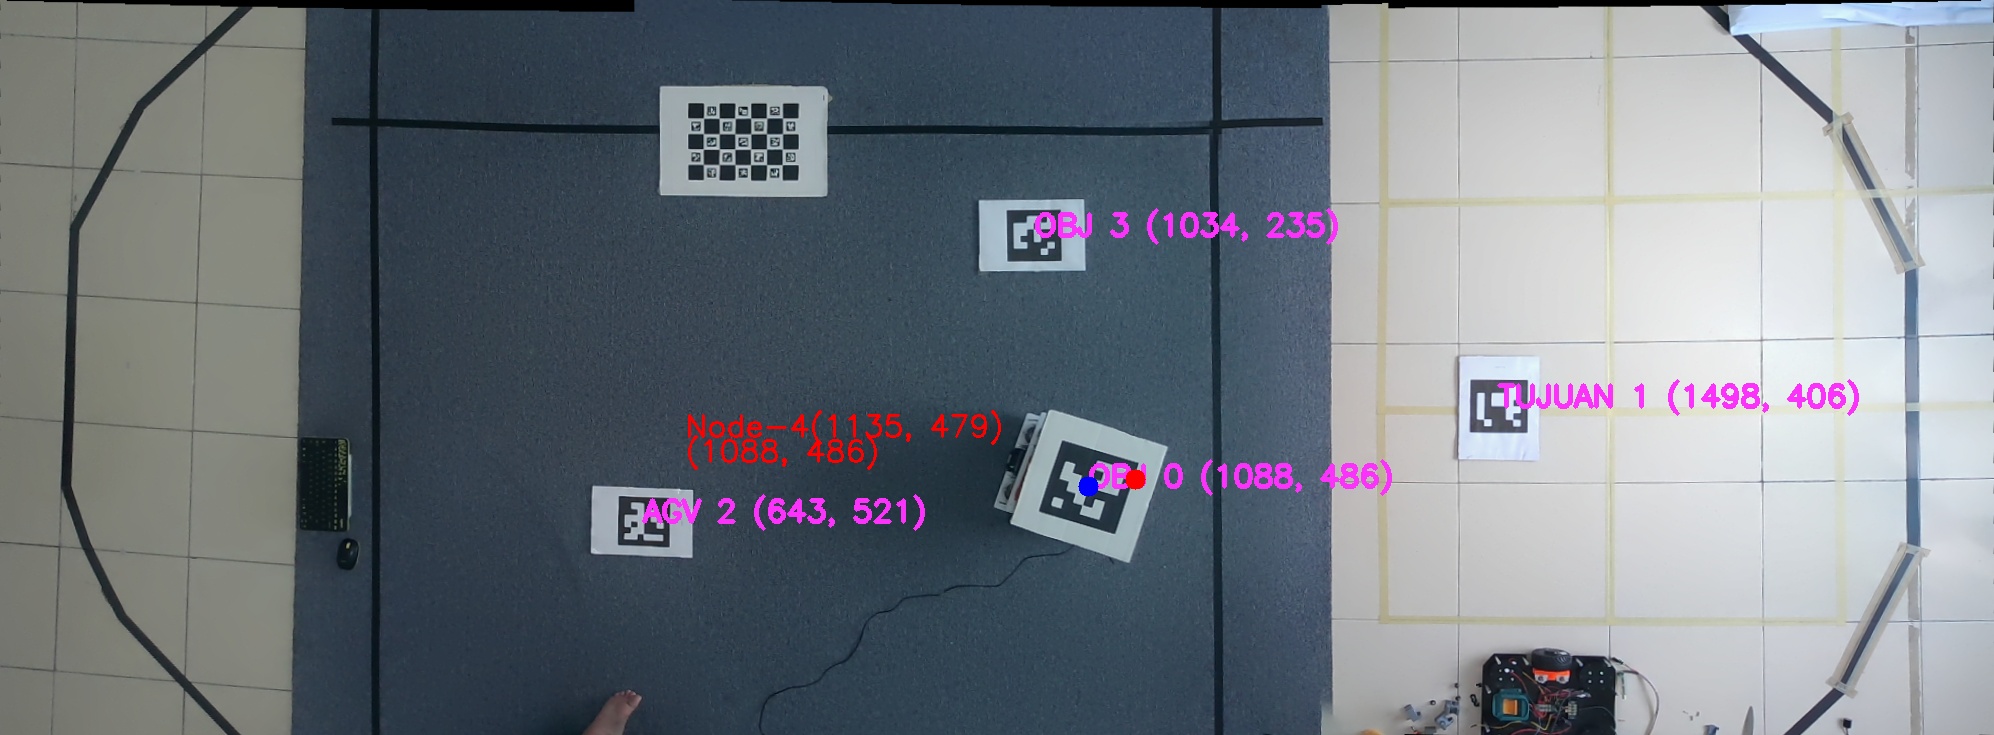 OBJ 3 (1034, 235)
TUJUAN 1 (1498, 406)
Node-4(1135, 479)
(1088, 486)
OBJ 0 (1088, 486)
AGV 2 (643, 521)